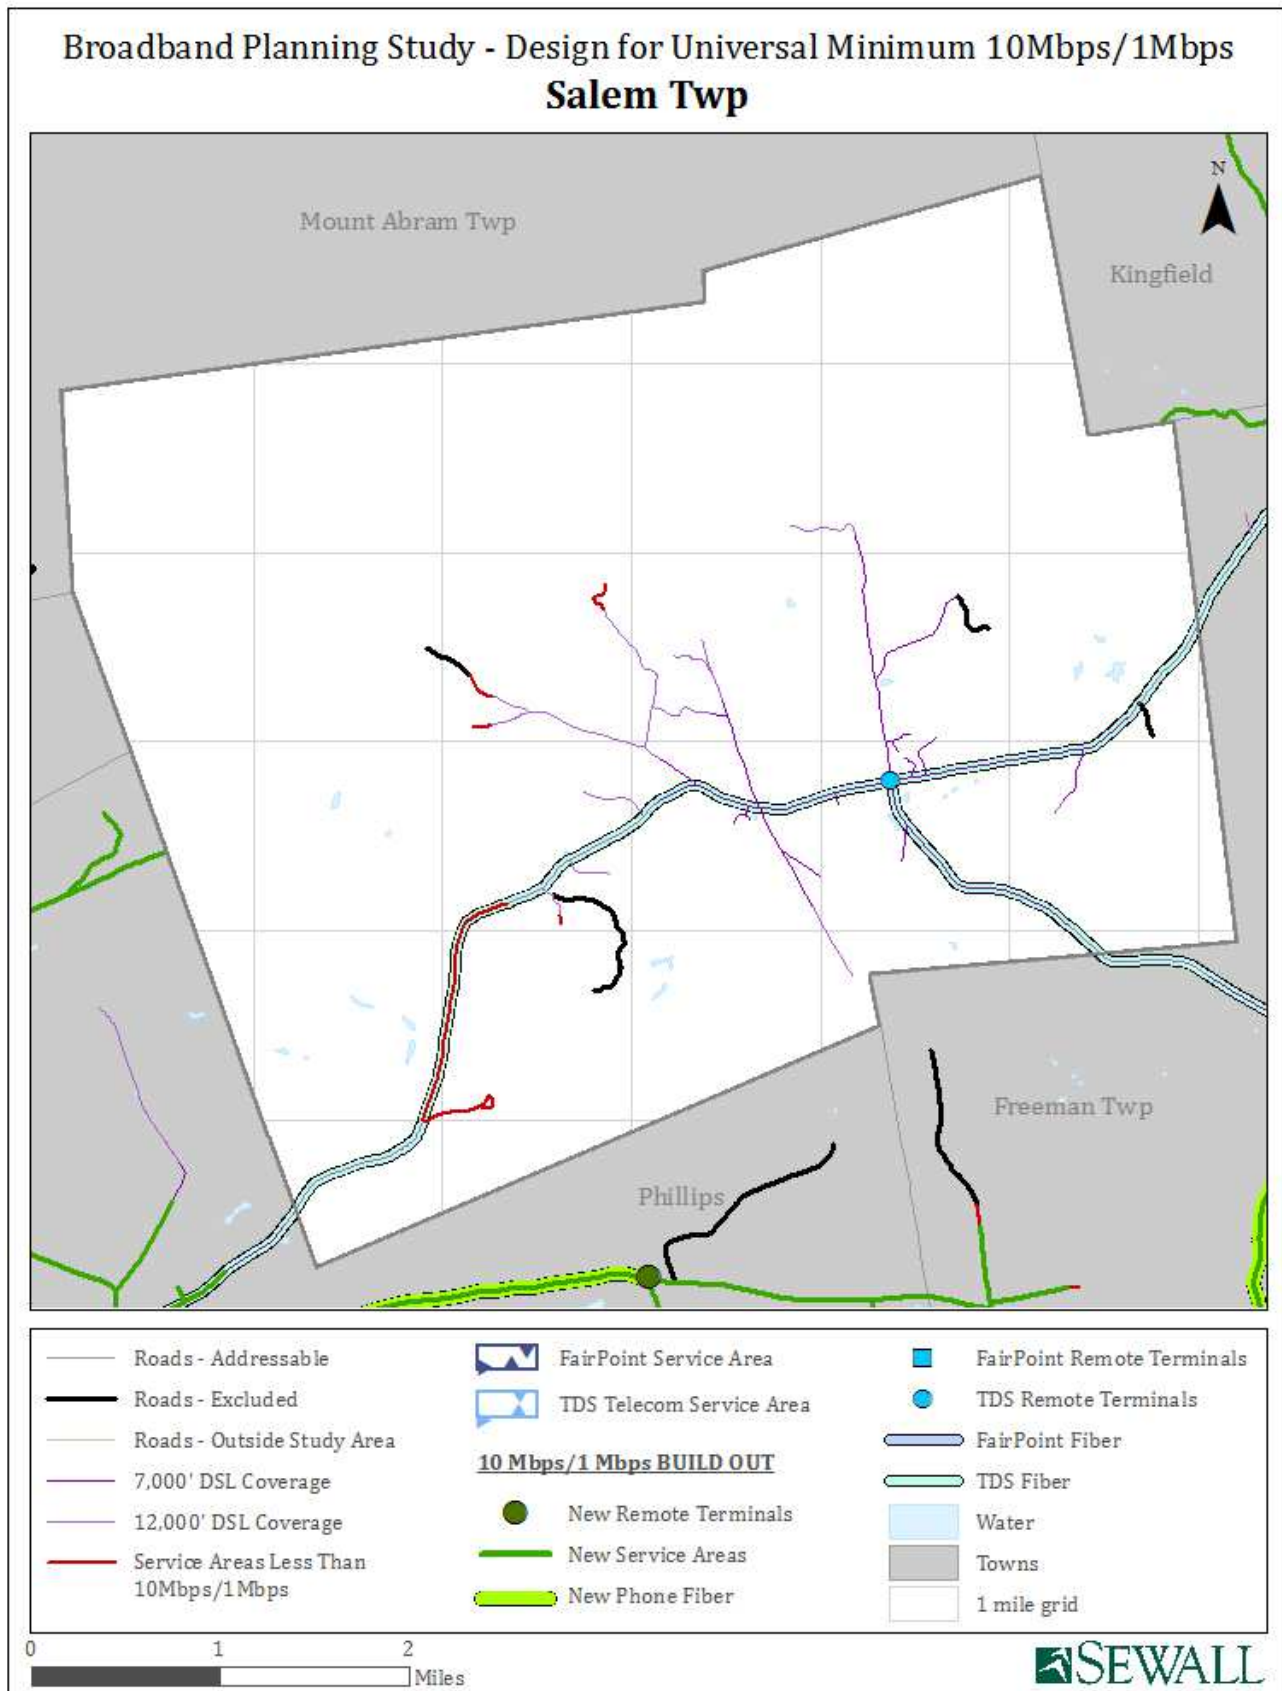 Broadband Planning Study - Design for Universal Minimum 10Mbps/1Mbps
Salem Twp
N
Mount Abram Twp
Kingfield
Freeman Twp
Phillips
Roads - Addressable
Roads - Excluded
Roads - Outside Study Area
7,000' DSL Coverage
12,000' DSL Coverage
Service Areas Less Than
10Mbps/1Mbps
FairPoint Service Area
TDS Telecom Service Area
10 Mbps/1 Mbps BUILD OUT
New Remote Terminals
New Service Areas
New Phone Fiber
FairPoint Remote Terminals
TDS Remote Terminals
FairPoint Fiber
TDS Fiber
Water
Towns
1 mile grid
0 1 2
Miles
SEWALL